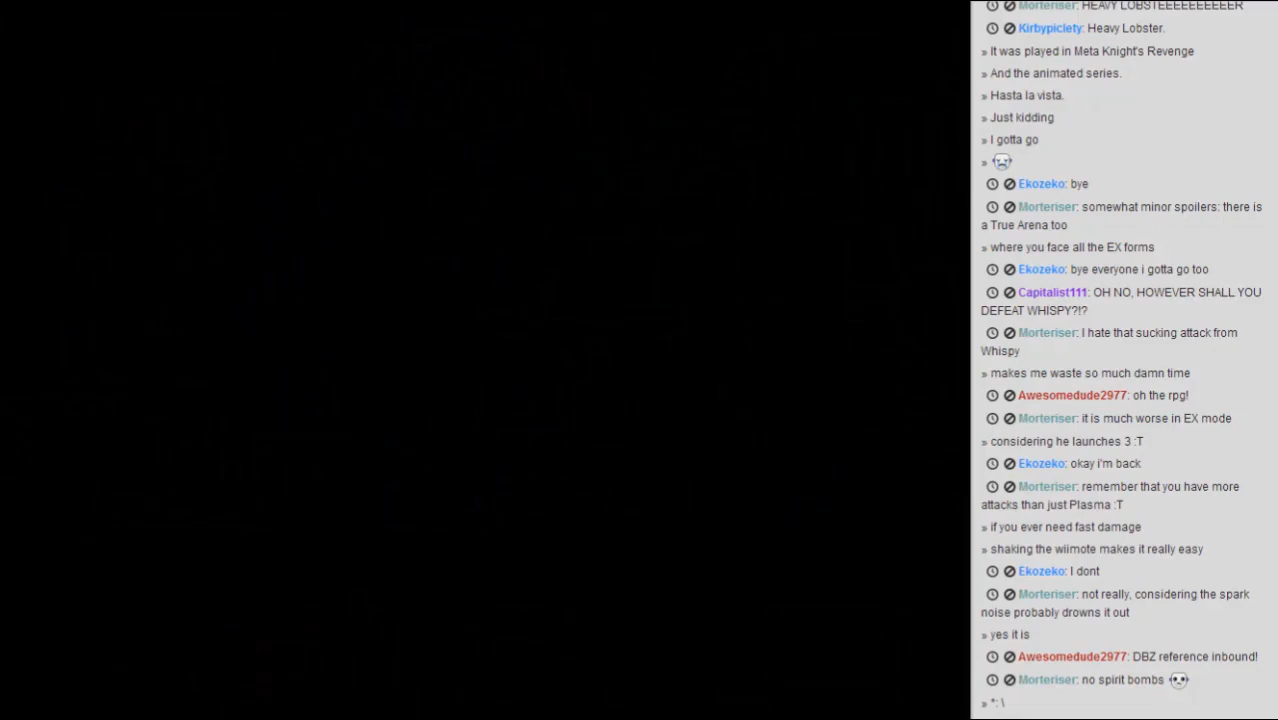 Morteriser: HEAVY LOBSTEEEEEEEEEER
Kirbypiclety: Heavy Lobster.
» It was played in Meta Knight's Revenge
» And the animated series.
» Hasta la vista.
» Just kidding
» I gotta go
»
Ekozeko: bye
Morteriser: somewhat minor spoilers: there is
a True Arena too
» where you face all the EX forms
Ekozeko: bye everyone i gotta go too
Capitalist111: OH NO, HOWEVER SHALL YOU
DEFEAT WHISPY?!?
Morteriser: I hate that sucking attack from
Whispy
» makes me waste so much damn time
Awesomedude2977: oh the rpg!
Morteriser: it is much worse in EX mode
» considering he launches 3 :T
Ekozeko: okay i'm back
Morteriser: remember that you have more
attacks than just Plasma :T
» if you ever need fast damage
» shaking the wiimote makes it really easy
Ekozeko: I dont
Morteriser: not really, considering the spark
noise probably drowns it out
» yes it is
Awesomedude2977: DBZ reference inbound!
Morteriser: no spirit bombs
» *: \